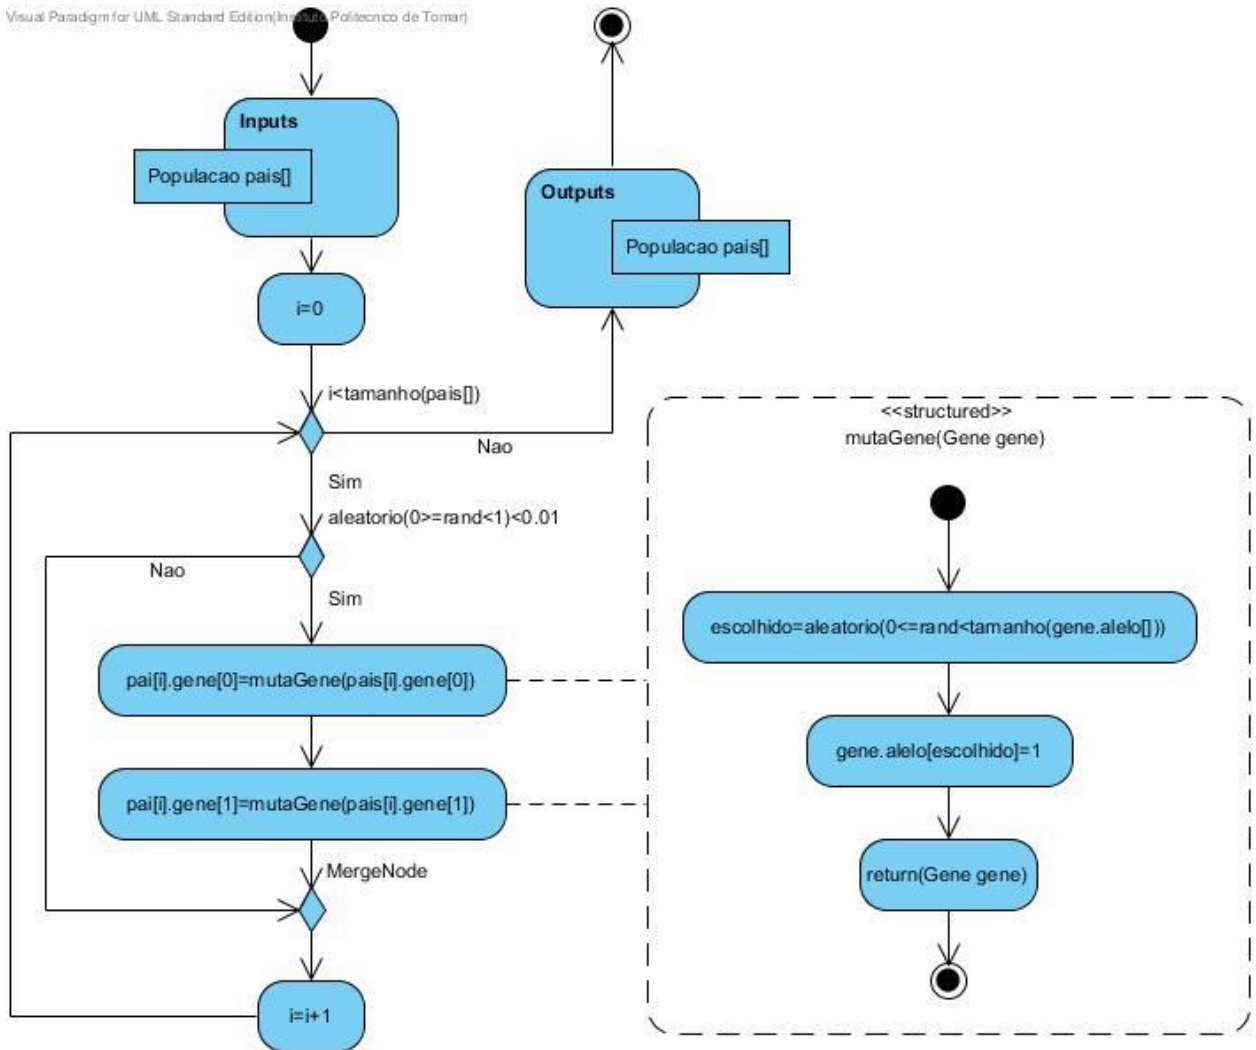 Visual Paradigm for UML Standard Edition(Instituto Politecnico de Tomar)
Inputs
Populacao pais[]
Outputs
Populacao pais[]
i=0
i<tamanho(pais[])
Nao
Sim
aleatorio(0>=rand<1)<0.01
Nao
Sim
pai[i].gene[0]=mutaGene(pais[i].gene[0])
pai[i].gene[1]=mutaGene(pais[i].gene[1])
MergeNode
i=i+1
<<structured>>
mutaGene(Gene gene)
escolhido=aleatorio(0<=rand<tamanho(gene.alelo[]))
gene.alelo[escolhido]=1
return(Gene gene)